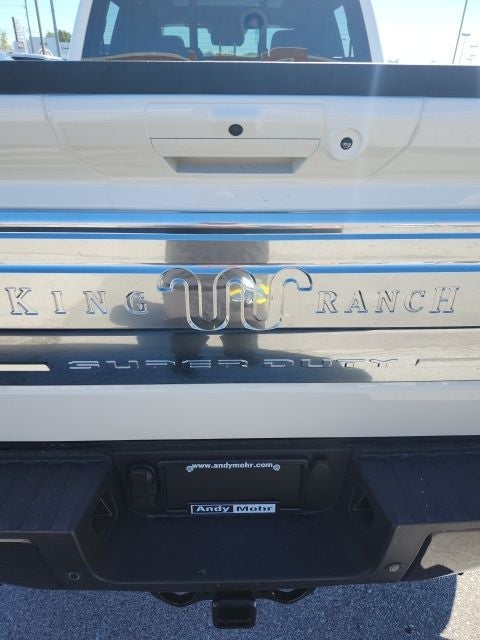 KING RANCH
SUPER DUTY
www.andymohr.com
Andy Mohr